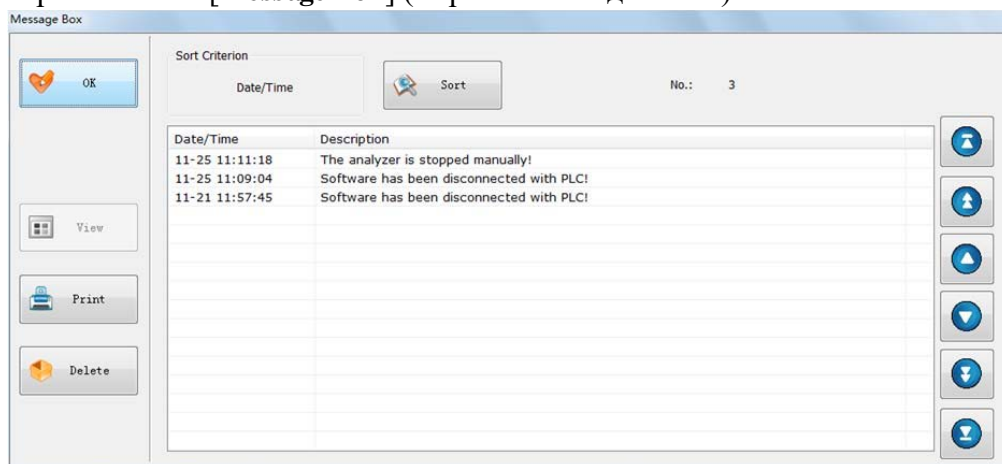 Message Box
Sort Criterion
OK
Date/Time
Sort
No.: 3
Date/Time Description
11-25 11:11:18 The analyzer is stopped manually!
11-25 11:09:04 Software has been disconnected with PLC!
11-21 11:57:45 Software has been disconnected with PLC!
View
Print
Delete